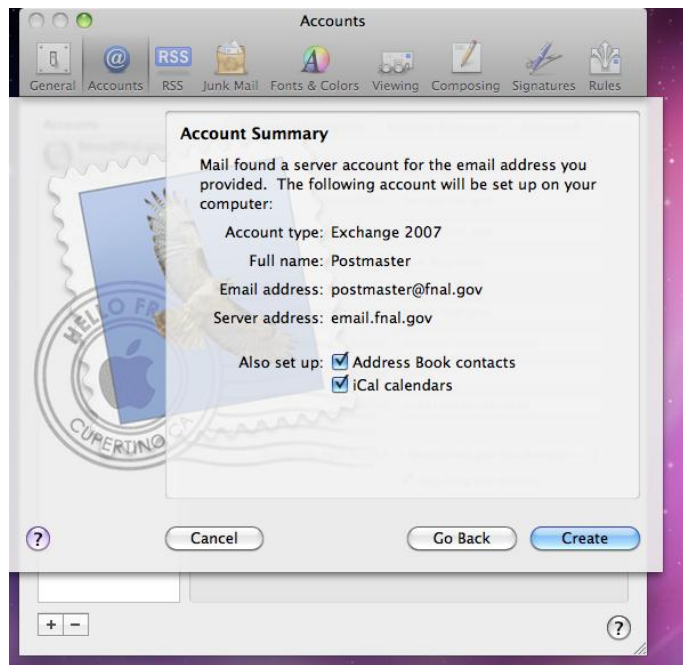 Accounts
RSS
General Accounts RSS Junk Mail Fonts & Colors Viewing Composing Signatures Rules
Account Summary
Mail found a server account for the email address you
provided. The following account will be set up on your
computer:
Account type: Exchange 2007
Full name: Postmaster
Email address: postmaster@fnal.gov
Server address: email.fnal.gov
Also set up: Address Book contacts
iCal calendars
HELLO FR
CUPERTINO CA
? Cancel Go Back Create
+ − ?